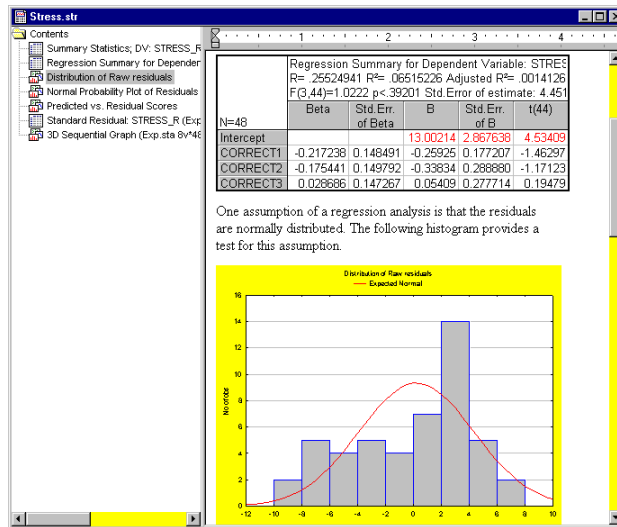 Stress.str
Contents
Summary Statistics; DV: STRESS_R
Regression Summary for Depender
Distribution of Raw residuals
Normal Probability Plot of Residuals
Predicted vs. Residual Scores
Standard Residual: STRESS_R (Exp
3D Sequential Graph (Exp.sta 8v*48
1 2 3 4
Regression Summary for Dependent Variable: STRES
R= .25524941 R²= .06515226 Adjusted R²= .0014126
F(3,44)=1.0222 p<.39201 Std.Error of estimate: 4.451
N=48 Beta Std.Err. of Beta B Std.Err. of B t(44)
Intercept 13.00214 2.867638 4.53409
CORRECT1 -0.217238 0.148491 -0.25925 0.177207 -1.46297
CORRECT2 -0.175441 0.149792 -0.33834 0.288880 -1.17123
CORRECT3 0.028686 0.147267 0.05409 0.277714 0.19479
One assumption of a regression analysis is that the residuals
are normally distributed. The following histogram provides a
test for this assumption.
Distribution of Raw residuals
Expected Normal
No of obs
16
14
12
10
8
6
4
2
0
-12 -10 -8 -6 -4 -2 0 2 4 6 8 10